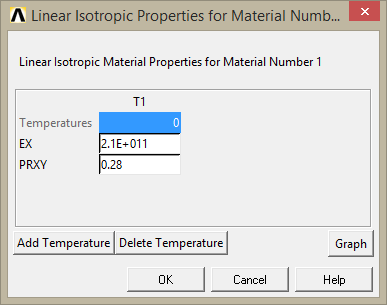 Linear Isotropic Properties for Material Numb...
Linear Isotropic Material Properties for Material Number 1
T1
Temperatures 0
EX 2.1E+011
PRXY 0.28
Add Temperature Delete Temperature Graph
OK Cancel Help